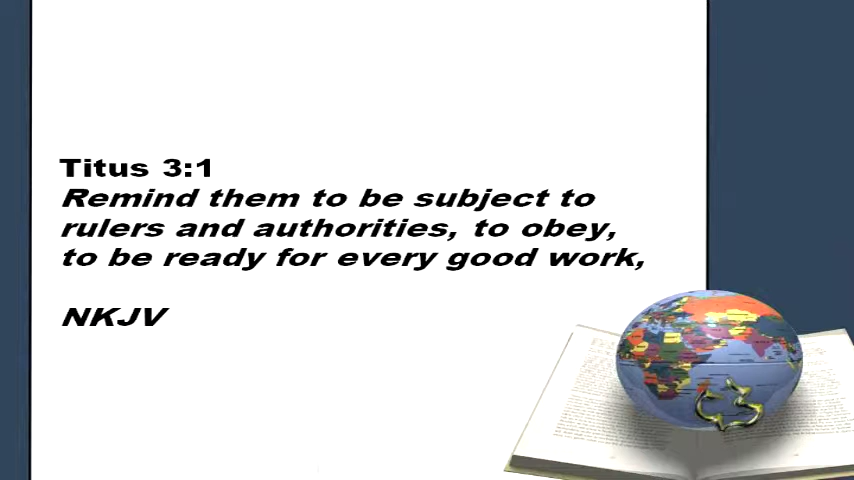 Titus 3:1
Remind them to be subject to
rulers and authorities, to obey,
to be ready for every good work,
NKJV